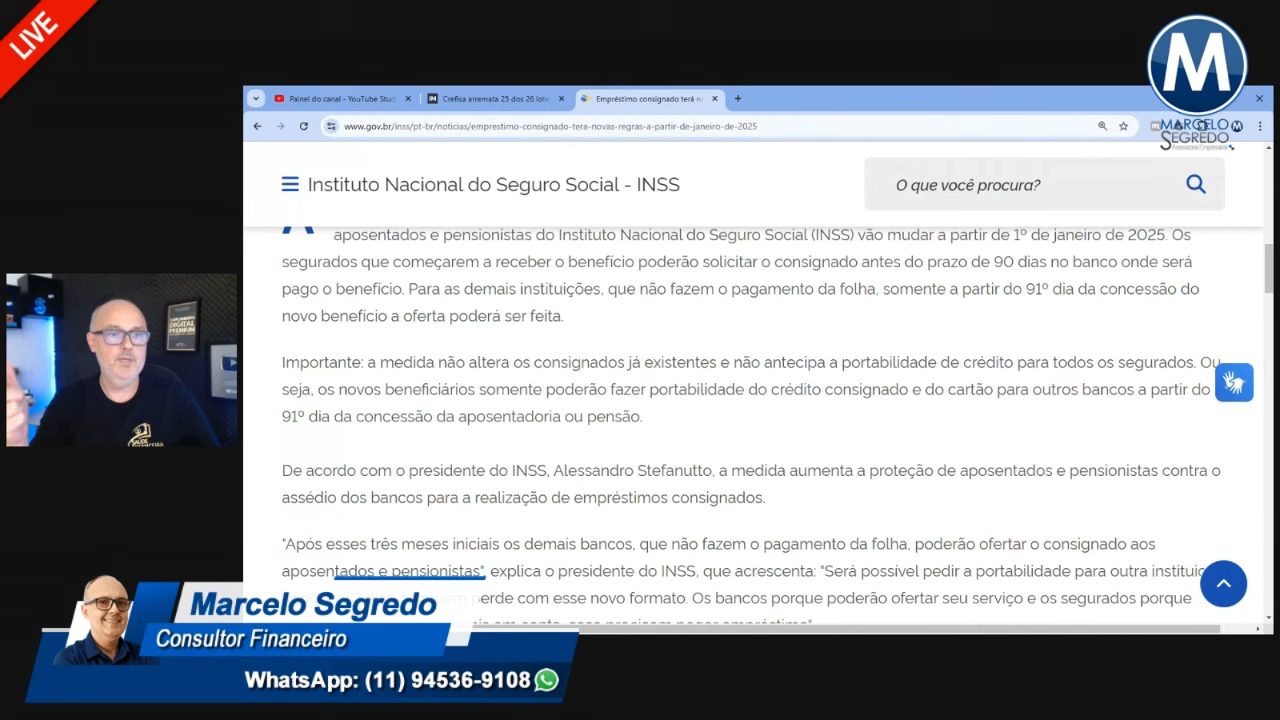 LIVE
M
MARCELO
SEGREDO
Painel do canal - YouTube Stud
Crefisa arremata 25 dos 26 lote
Empréstimo consignado terá n
www.gov.br/inss/pt-br/noticias/emprestimo-consignado-tera-novas-regras-a-partir-de-janeiro-de-2025
Instituto Nacional do Seguro Social - INSS
O que você procura?
aposentados e pensionistas do Instituto Nacional do Seguro Social (INSS) vão mudar a partir de 1º de janeiro de 2025. Os
segurados que começarem a receber o benefício poderão solicitar o consignado antes do prazo de 90 dias no banco onde será
pago o benefício. Para as demais instituições, que não fazem o pagamento da folha, somente a partir do 91º dia da concessão do
novo benefício a oferta poderá ser feita.
Importante: a medida não altera os consignados já existentes e não antecipa a portabilidade de crédito para todos os segurados. Ou
seja, os novos beneficiários somente poderão fazer portabilidade do crédito consignado e do cartão para outros bancos a partir do
91º dia da concessão da aposentadoria ou pensão.
De acordo com o presidente do INSS, Alessandro Stefanutto, a medida aumenta a proteção de aposentados e pensionistas contra o
assédio dos bancos para a realização de empréstimos consignados.
"Após esses três meses iniciais os demais bancos, que não fazem o pagamento da folha, poderão ofertar o consignado aos
aposentados e pensionistas", explica o presidente do INSS, que acrescenta: "Será possível pedir a portabilidade para outra instituiç
perde com esse novo formato. Os bancos porque poderão ofertar seu serviço e os segurados porque
DIGITAL
PREMIUM
Marcelo Segredo
Consultor Financeiro
WhatsApp: (11) 94536-9108